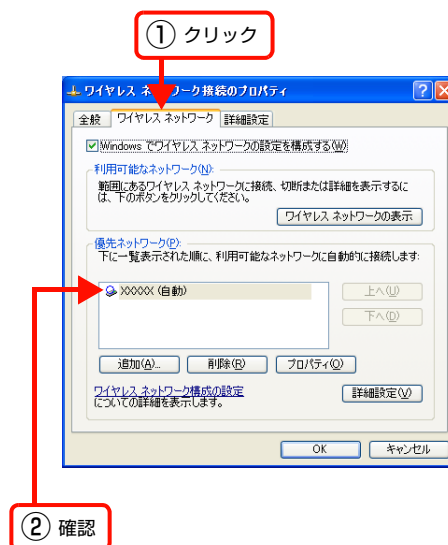 ① クリック
ワイヤレス ネットワーク接続のプロパティ
全般 ワイヤレス ネットワーク 詳細設定
Windows でワイヤレス ネットワークの設定を構成する(W)
利用可能なネットワーク(N):
範囲にあるワイヤレス ネットワークに接続、切断または詳細を表示するに
は、下のボタンをクリックしてください。
ワイヤレス ネットワークの表示
優先ネットワーク(P):
下に一覧表示された順に、利用可能なネットワークに自動的に接続します:
XXXXXX (自動)
上へ(U)
下へ(D)
追加(A)... 削除(R) プロパティ(O)
ワイヤレス ネットワーク構成の設定
についての詳細を表示します。
詳細設定(V)
OK キャンセル
② 確認